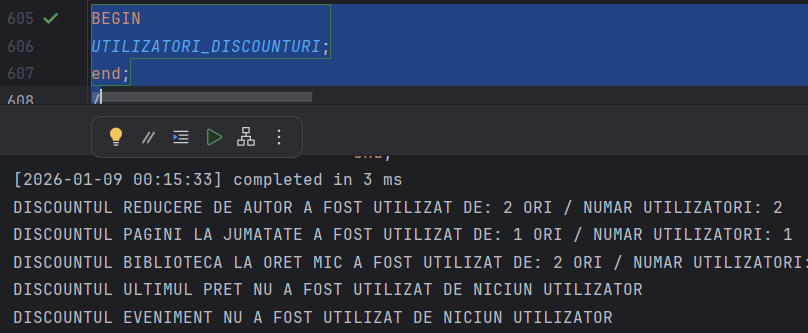 605 BEGIN
606 UTILIZATORI_DISCOUNTURI;
607 end;
608 /
end;
[2026-01-09 00:15:33] completed in 3 ms
DISCOUNTUL REDUCERE DE AUTOR A FOST UTILIZAT DE: 2 ORI / NUMAR UTILIZATORI: 2
DISCOUNTUL PAGINI LA JUMATATE A FOST UTILIZAT DE: 1 ORI / NUMAR UTILIZATORI: 1
DISCOUNTUL BIBLIOTECA LA ORET MIC A FOST UTILIZAT DE: 2 ORI / NUMAR UTILIZATORI:
DISCOUNTUL ULTIMUL PRET NU A FOST UTILIZAT DE NICIUN UTILIZATOR
DISCOUNTUL EVENIMENT NU A FOST UTILIZAT DE NICIUN UTILIZATOR